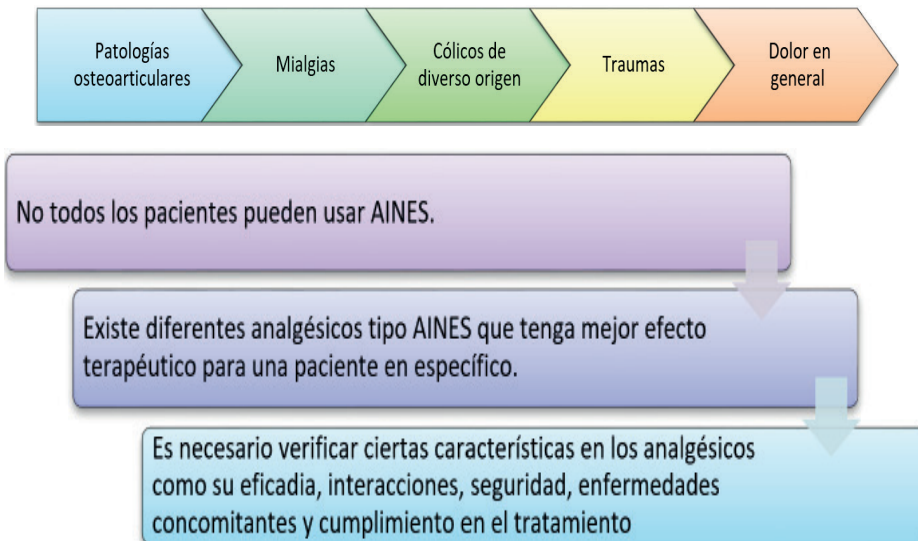 Patologías
osteoarticulares
Mialgias
Cólicos de
diverso origen
Traumas
Dolor en
general
No todos los pacientes pueden usar AINES.
Existe diferentes analgésicos tipo AINES que tenga mejor efecto
terapéutico para una paciente en específico.
Es necesario verificar ciertas características en los analgésicos
como su eficadia, interacciones, seguridad, enfermedades
concomitantes y cumplimiento en el tratamiento